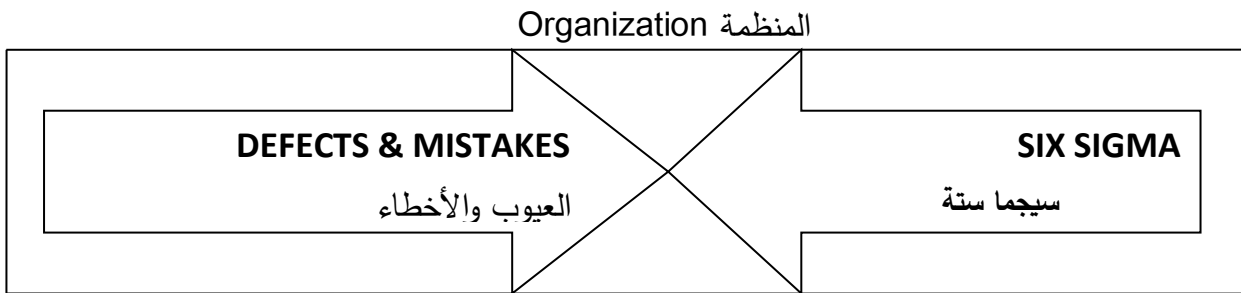 المنظمة Organization
DEFECTS & MISTAKES
العيوب والأخطاء
SIX SIGMA
سيجما ستة